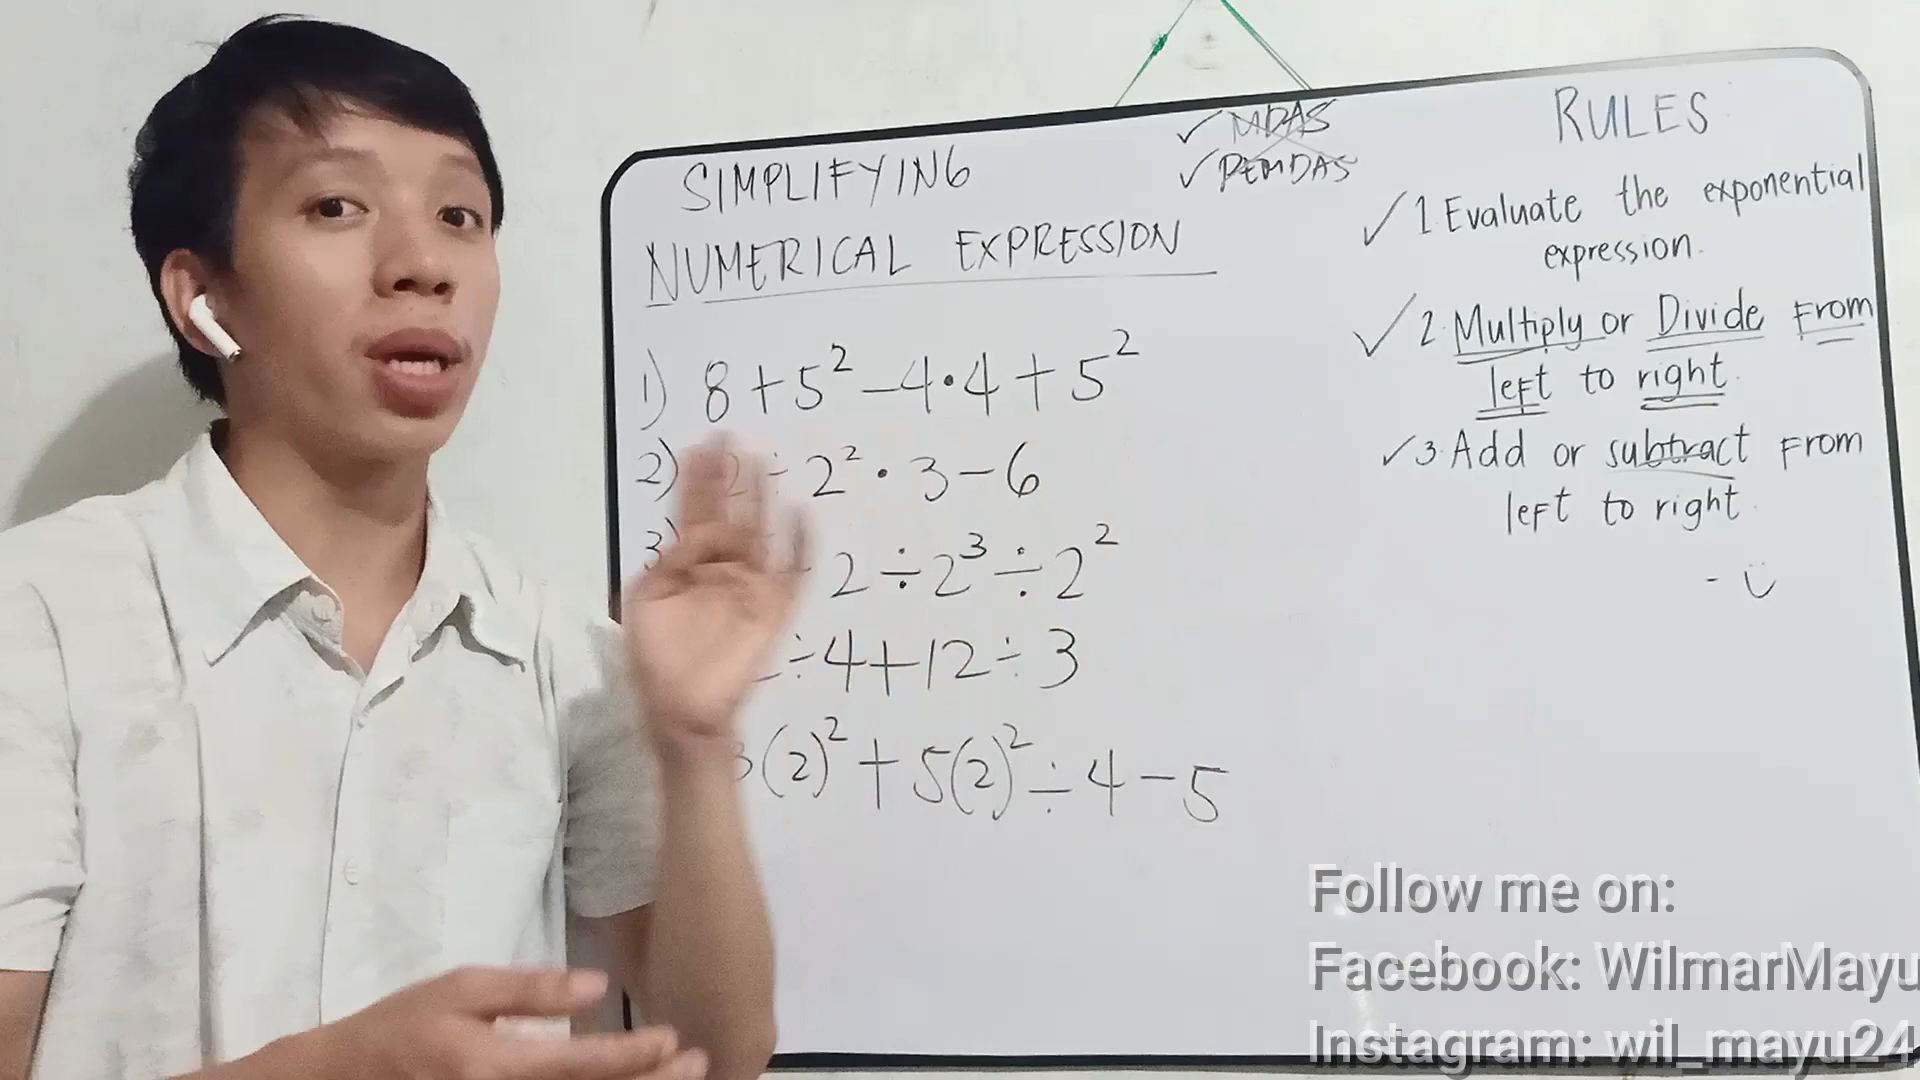 ✓ MDAS
✓ PEMDAS
SIMPLIFYING
NUMERICAL EXPRESSION
1) 8+5² -4•4+5²
2) 2÷2² • 3-6
3) 2÷2³÷2²
÷4+12÷3
3(2)²+5(2)²÷4-5
RULES
✓ 1. Evaluate the exponential
expression.
✓ 2. Multiply or Divide From
left to right.
✓ 3. Add or subtract From
left to right.
Follow me on:
Facebook: WilmarMayu
Instagram: wil_mayu24